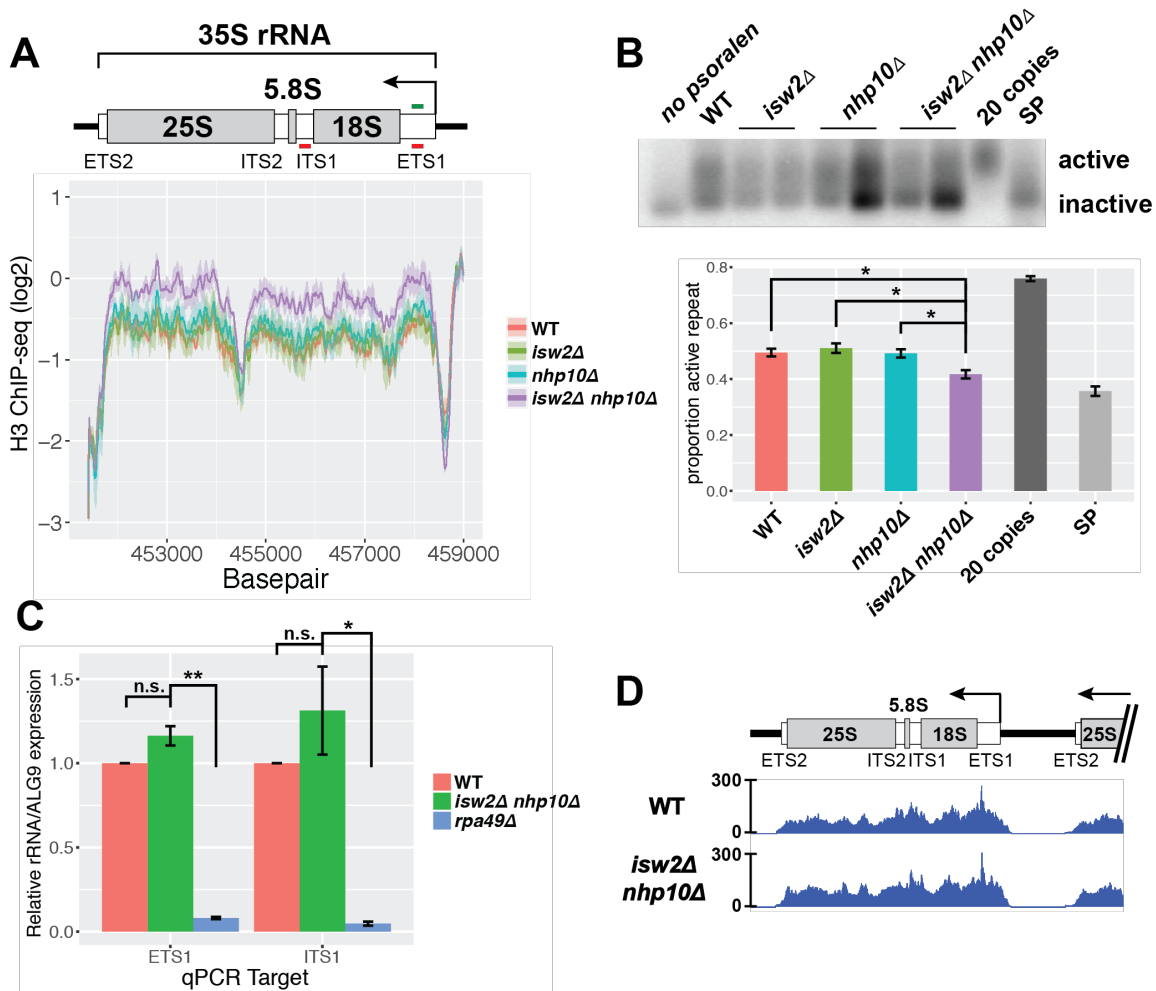 A
35S rRNA
5.8S
25S
18S
ETS2
ITS2
ITS1
ETS1
H3 ChIP-seq (log2)
1
0
−1
−2
−3
453000
455000
457000
459000
Basepair
WT
isw2Δ
nhp10Δ
isw2Δ nhp10Δ
B
no psoralen
WT
isw2Δ
nhp10Δ
isw2Δ nhp10Δ
20 copies
SP
active
inactive
proportion active repeat
0.8
0.6
0.4
0.2
0.0
*
*
*
WT
isw2Δ
nhp10Δ
isw2Δ nhp10Δ
20 copies
SP
C
Relative rRNA/ALG9 expression
1.5
1.0
0.5
0.0
n.s.
**
n.s.
*
ETS1
ITS1
qPCR Target
WT
isw2Δ nhp10Δ
rpa49Δ
D
5.8S
25S
18S
25S
ETS2
ITS2
ITS1
ETS1
ETS2
WT
300
0
isw2Δ
nhp10Δ
300
0